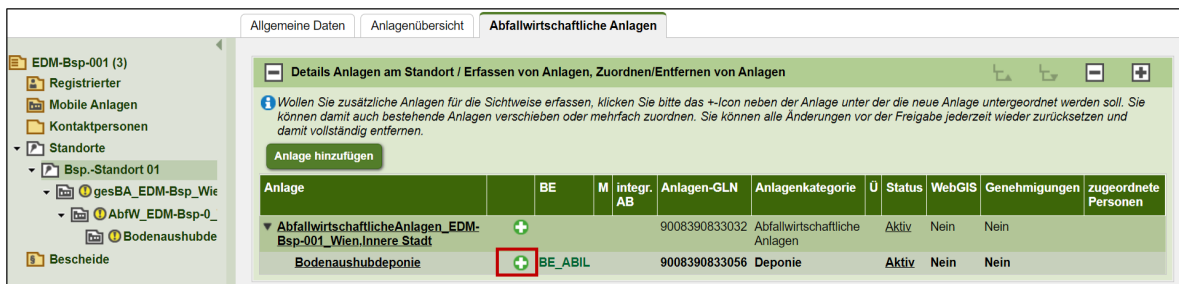 Allgemeine Daten Anlagenübersicht Abfallwirtschaftliche Anlagen
EDM-Bsp-001 (3)
Registrierter
Mobile Anlagen
Kontaktpersonen
Standorte
Bsp.-Standort 01
gesBA_EDM-Bsp_Wie
AbfW_EDM-Bsp-0_
Bodenaushubde
Bescheide
Details Anlagen am Standort / Erfassen von Anlagen, Zuordnen/Entfernen von Anlagen
Wollen Sie zusätzliche Anlagen für die Sichtweise erfassen, klicken Sie bitte das +-Icon neben der Anlage unter der die neue Anlage untergeordnet werden soll. Sie
können damit auch bestehende Anlagen verschieben oder mehrfach zuordnen. Sie können alle Änderungen vor der Freigabe jederzeit wieder zurücksetzen und
damit vollständig entfernen.
Anlage hinzufügen
Anlage BE M integr. Anlagen-GLN Anlagenkategorie Ü Status WebGIS Genehmigungen zugeordnete
AB Personen
AbfallwirtschaftlicheAnlagen_EDM- 9008390833032 Abfallwirtschaftliche Aktiv Nein Nein
Bsp-001_Wien,Innere Stadt Anlagen
Bodenaushubdeponie BE_ABIL 9008390833056 Deponie Aktiv Nein Nein